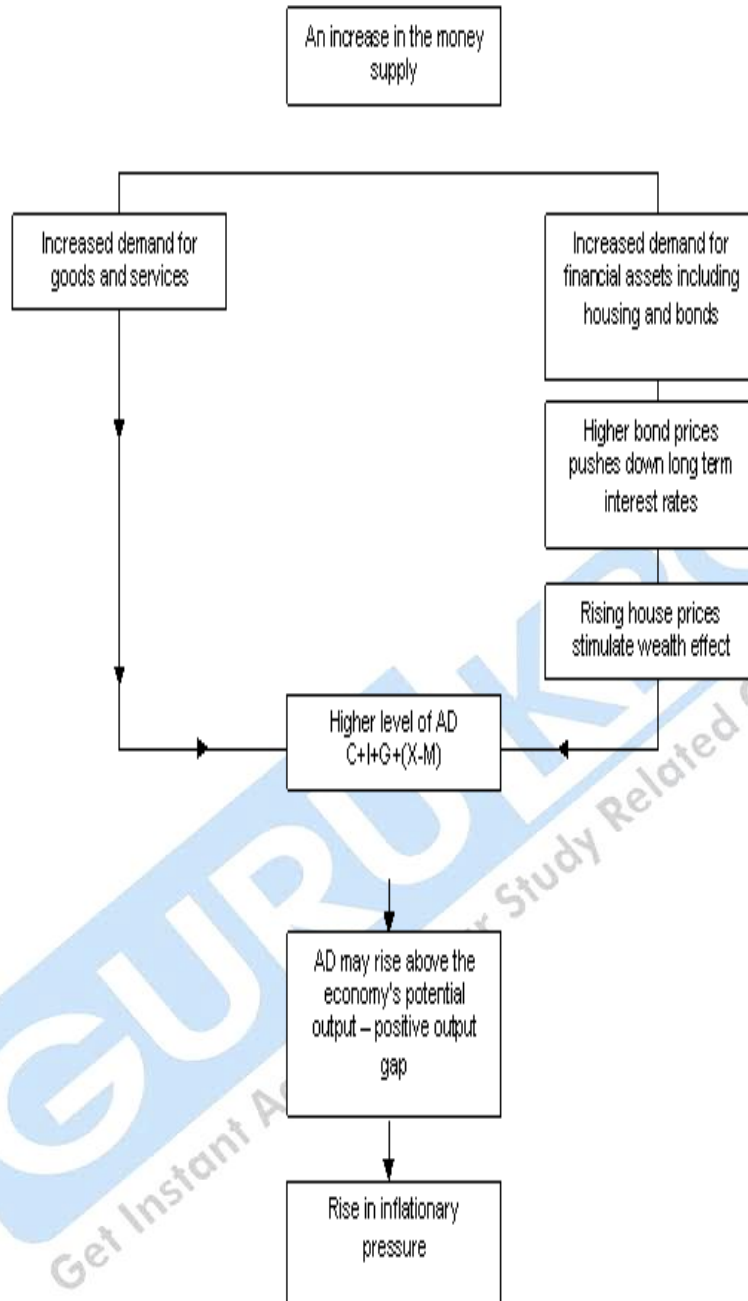 An increase in the money
supply
Increased demand for
goods and services
Increased demand for
financial assets including
housing and bonds
Higher bond prices
pushes down long term
interest rates
Rising house prices
stimulate wealth effect
Higher level of AD
C+I+G+(X-M)
AD may rise above the
economy's potential
output – positive output
gap
Rise in inflationary
pressure
GURU
Get Instant
Study Related